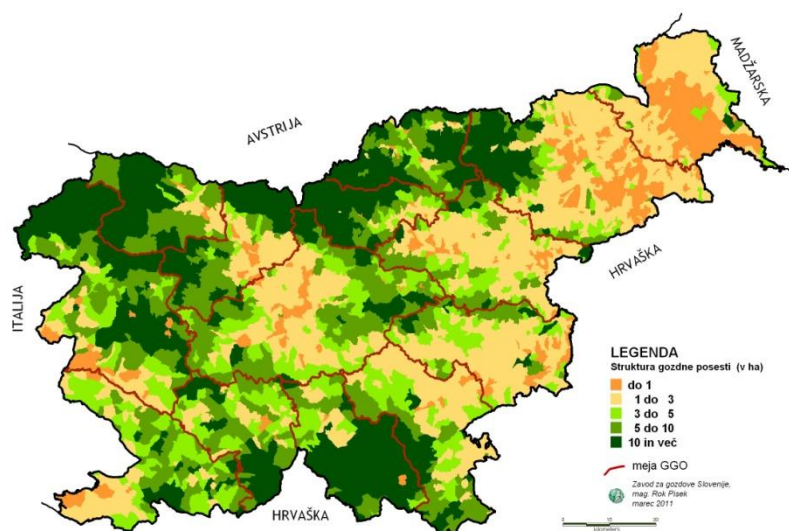 AVSTRIJA
MADŽARSKA
ITALIJA
HRVAŠKA
HRVAŠKA
LEGENDA
Struktura gozdne posesti (v ha)
do 1
1 do 3
3 do 5
5 do 10
10 in več
meja GGO
Zavod za gozdove Slovenije,
mag. Rok Pisek
marec 2011